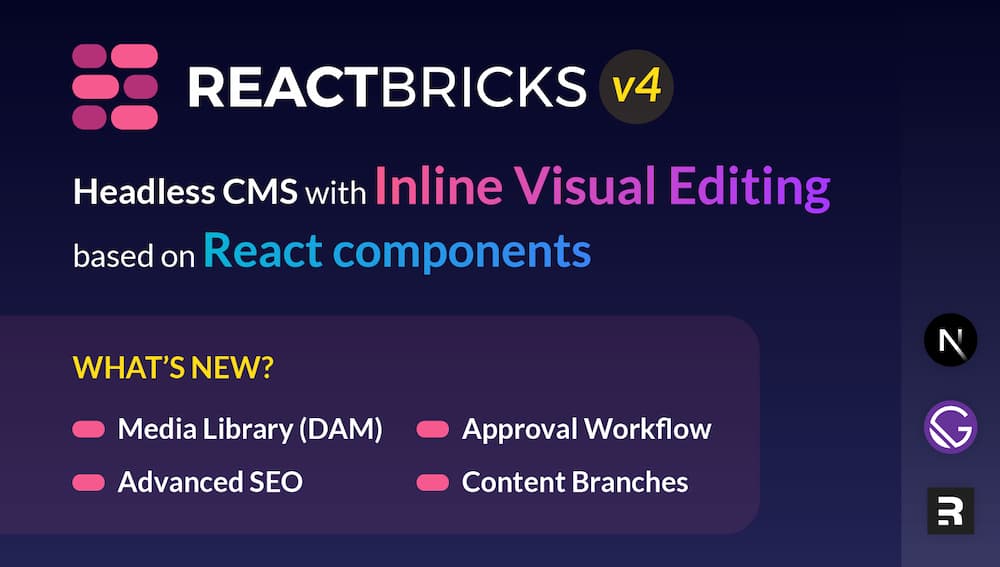 REACTBRICKS v4
Headless CMS with Inline Visual Editing
based on React components
WHAT'S NEW?
Media Library (DAM) Approval Workflow
Advanced SEO Content Branches
N
G
R